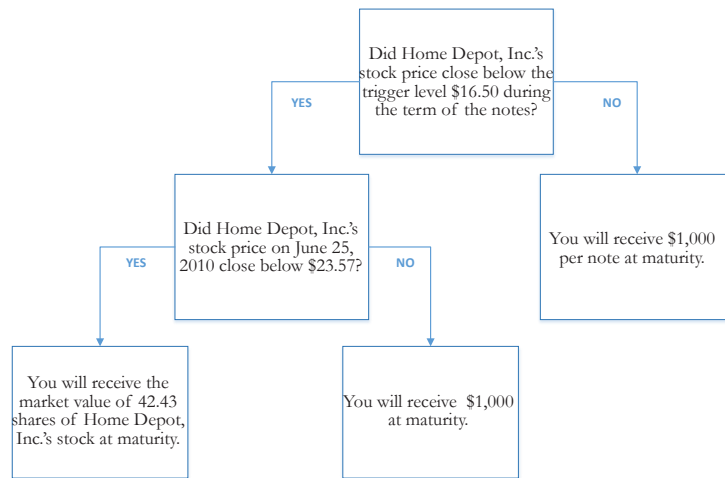 Did Home Depot, Inc.'s
stock price close below the
trigger level $16.50 during
the term of the notes?
YES
NO
Did Home Depot, Inc.'s
stock price on June 25,
2010 close below $23.57?
You will receive $1,000
per note at maturity.
YES
NO
You will receive the
market value of 42.43
shares of Home Depot,
Inc.'s stock at maturity.
You will receive $1,000
at maturity.